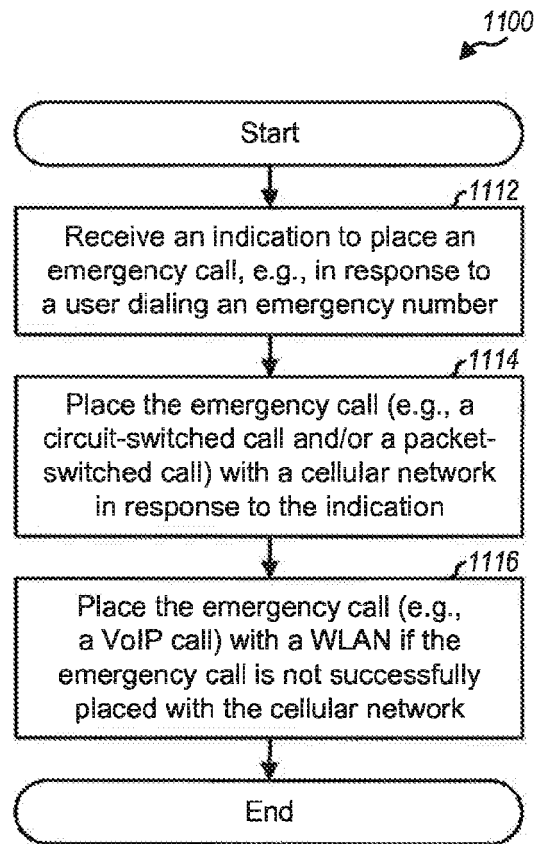 1100
Start
1112
Receive an indication to place an
emergency call, e.g., in response to
a user dialing an emergency number
1114
Place the emergency call (e.g., a
circuit-switched call and/or a packet-
switched call) with a cellular network
in response to the indication
1116
Place the emergency call (e.g.,
a VoIP call) with a WLAN if the
emergency call is not successfully
placed with the cellular network
End